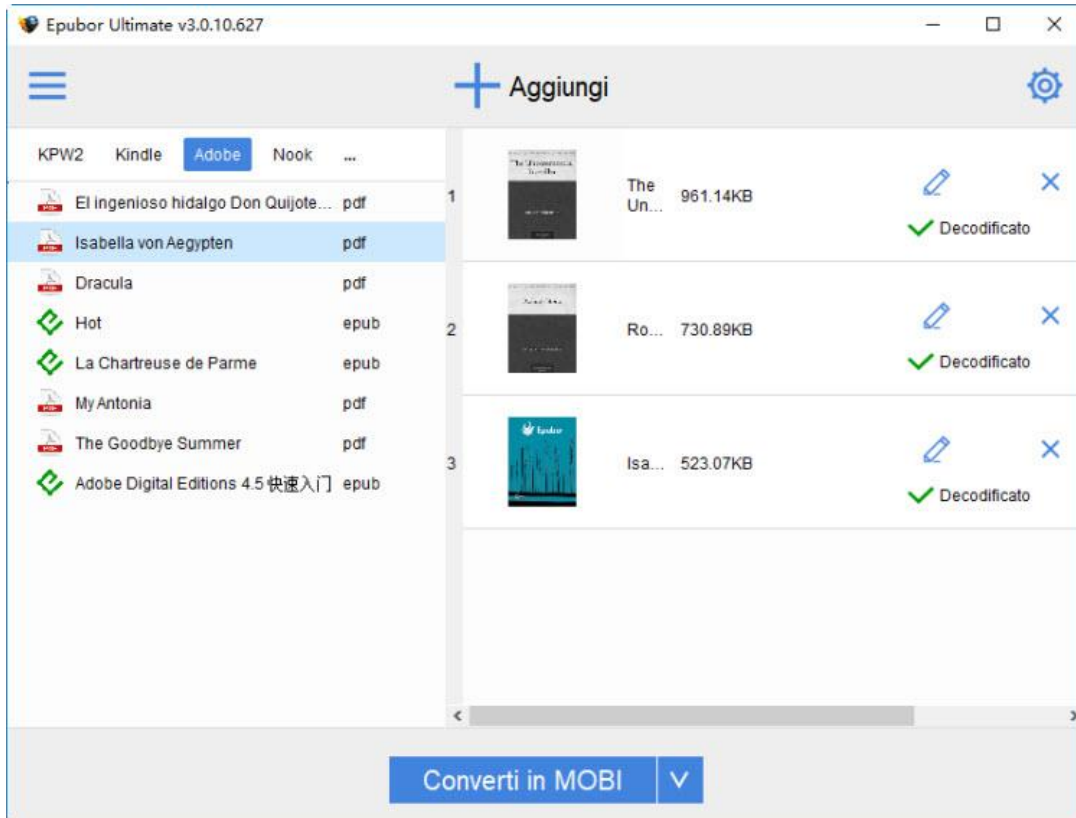 Epubor Ultimate v3.0.10.627
Aggiungi
KPW2 Kindle Adobe Nook ...
El ingenioso hidalgo Don Quijote... pdf
Isabella von Aegypten pdf
Dracula pdf
Hot epub
La Chartreuse de Parme epub
My Antonia pdf
The Goodbye Summer pdf
Adobe Digital Editions 4.5 快速入门 epub
1
The
Un...
961.14KB
Decodificato
2
Ro... 730.89KB
Decodificato
3
Epubor
Isa... 523.07KB
Decodificato
Converti in MOBI